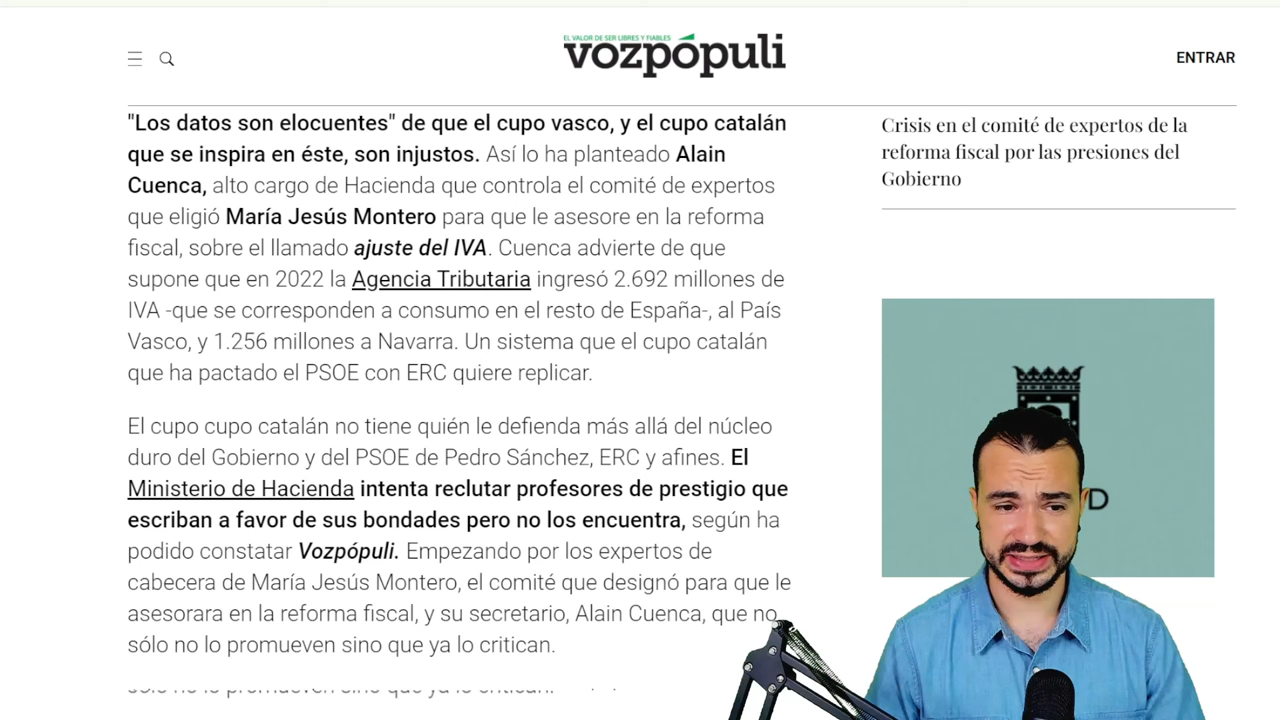 EL VALOR DE SER LIBRES Y FIABLES
vozpópuli
ENTRAR
"Los datos son elocuentes" de que el cupo vasco, y el cupo catalán
que se inspira en éste, son injustos. Así lo ha planteado Alain
Cuenca, alto cargo de Hacienda que controla el comité de expertos
que eligió María Jesús Montero para que le asesore en la reforma
fiscal, sobre el llamado ajuste del IVA. Cuenca advierte de que
supone que en 2022 la Agencia Tributaria ingresó 2.692 millones de
IVA -que se corresponden a consumo en el resto de España-, al País
Vasco, y 1.256 millones a Navarra. Un sistema que el cupo catalán
que ha pactado el PSOE con ERC quiere replicar.
El cupo cupo catalán no tiene quién le defienda más allá del núcleo
duro del Gobierno y del PSOE de Pedro Sánchez, ERC y afines. El
Ministerio de Hacienda intenta reclutar profesores de prestigio que
escriban a favor de sus bondades pero no los encuentra, según ha
podido constatar Vozpópuli. Empezando por los expertos de
cabecera de María Jesús Montero, el comité que designó para que le
asesorara en la reforma fiscal, y su secretario, Alain Cuenca, que no
sólo no lo promueven sino que ya lo critican.
sólo no lo promueven sino que ya lo critican.
Crisis en el comité de expertos de la
reforma fiscal por las presiones del
Gobierno
D